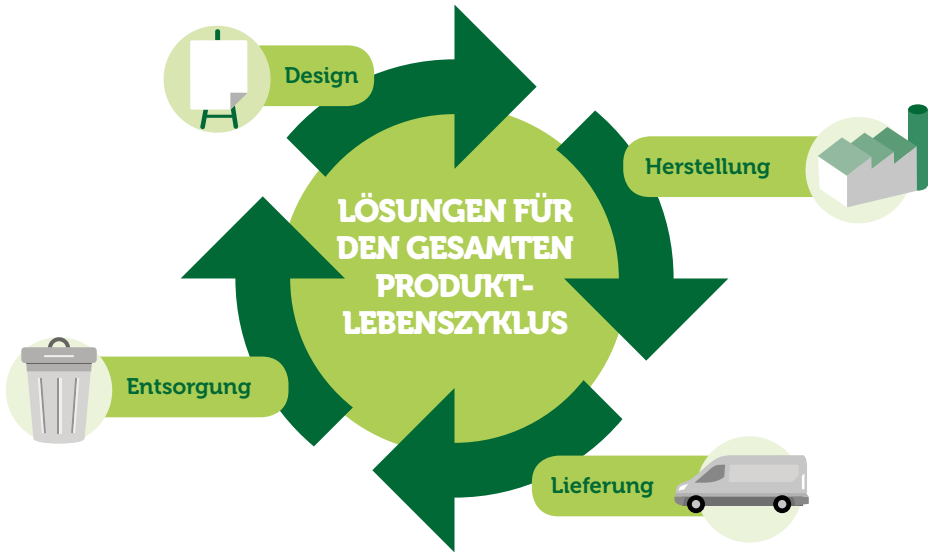 Design
Herstellung
LÖSUNGEN FÜR
DEN GESAMTEN
PRODUKT-
LEBENSZYKLUS
Entsorgung
Lieferung